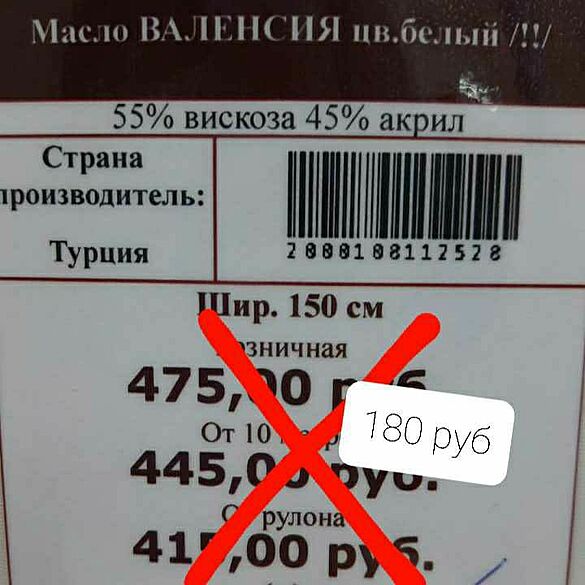 Масло ВАЛЕНСИЯ цв.белый /!!/
55% вискоза 45% акрил
Страна
производитель:
Турция
2000108112528
Шир. 150 см
розничная
475,00 руб
180 руб
От 10
445,00 руб.
От рулона
415,00 руб.